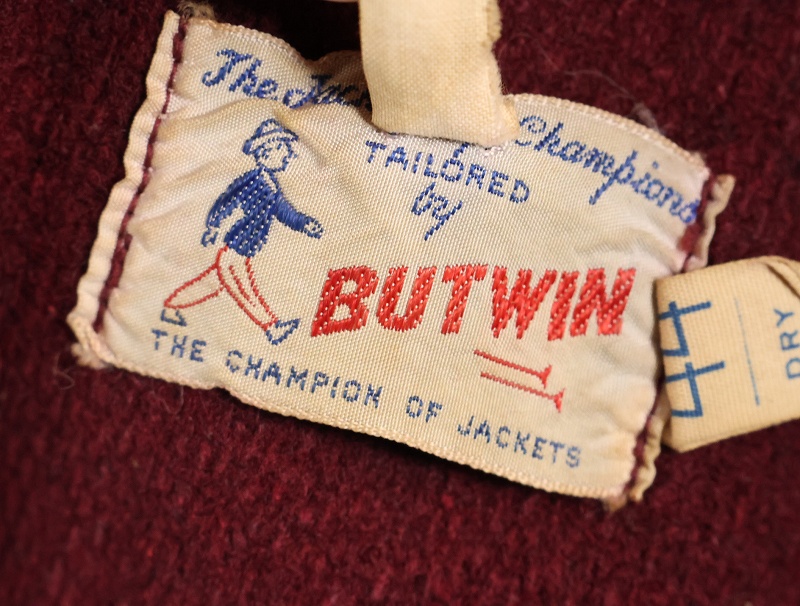 The Champions
TAILORED
by
BUTWIN
THE CHAMPION OF JACKETS
44
DRY